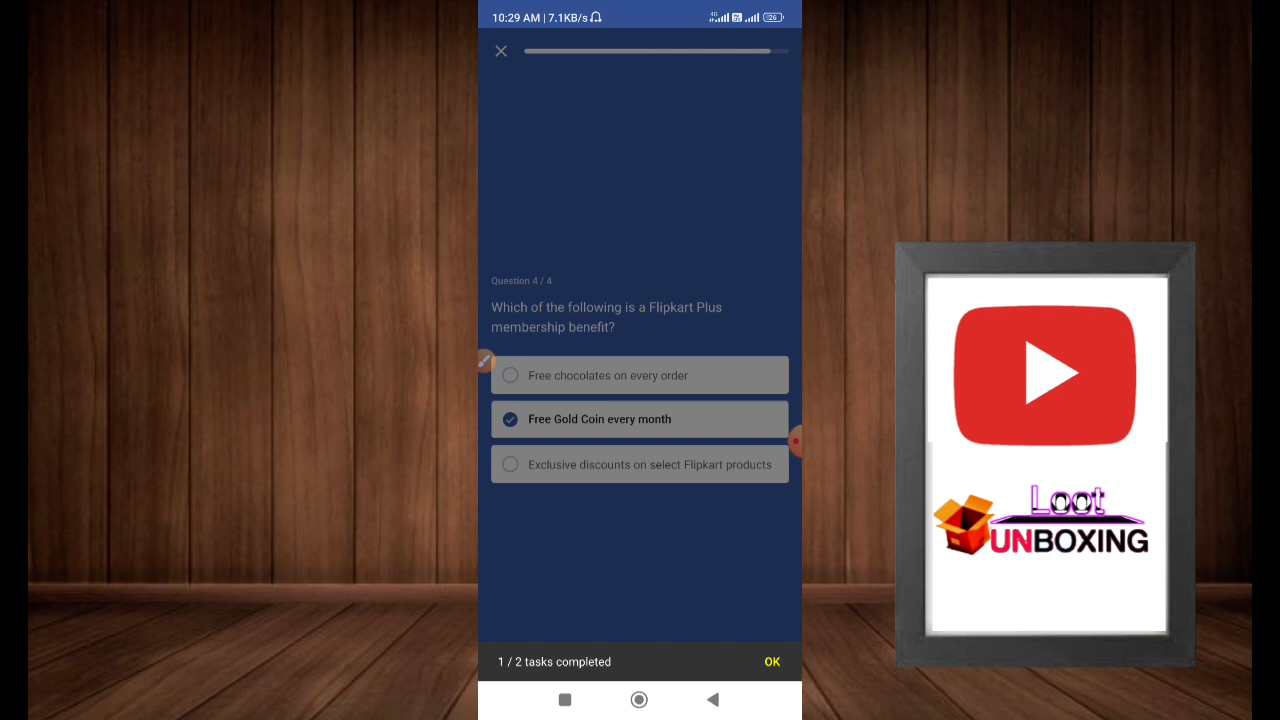 10:29 AM | 7.1KB/s
4G
26
Question 4 / 4
Which of the following is a Flipkart Plus
membership benefit?
Free chocolates on every order
Free Gold Coin every month
Exclusive discounts on select Flipkart products
1 / 2 tasks completed
OK
Loot
UNBOXING